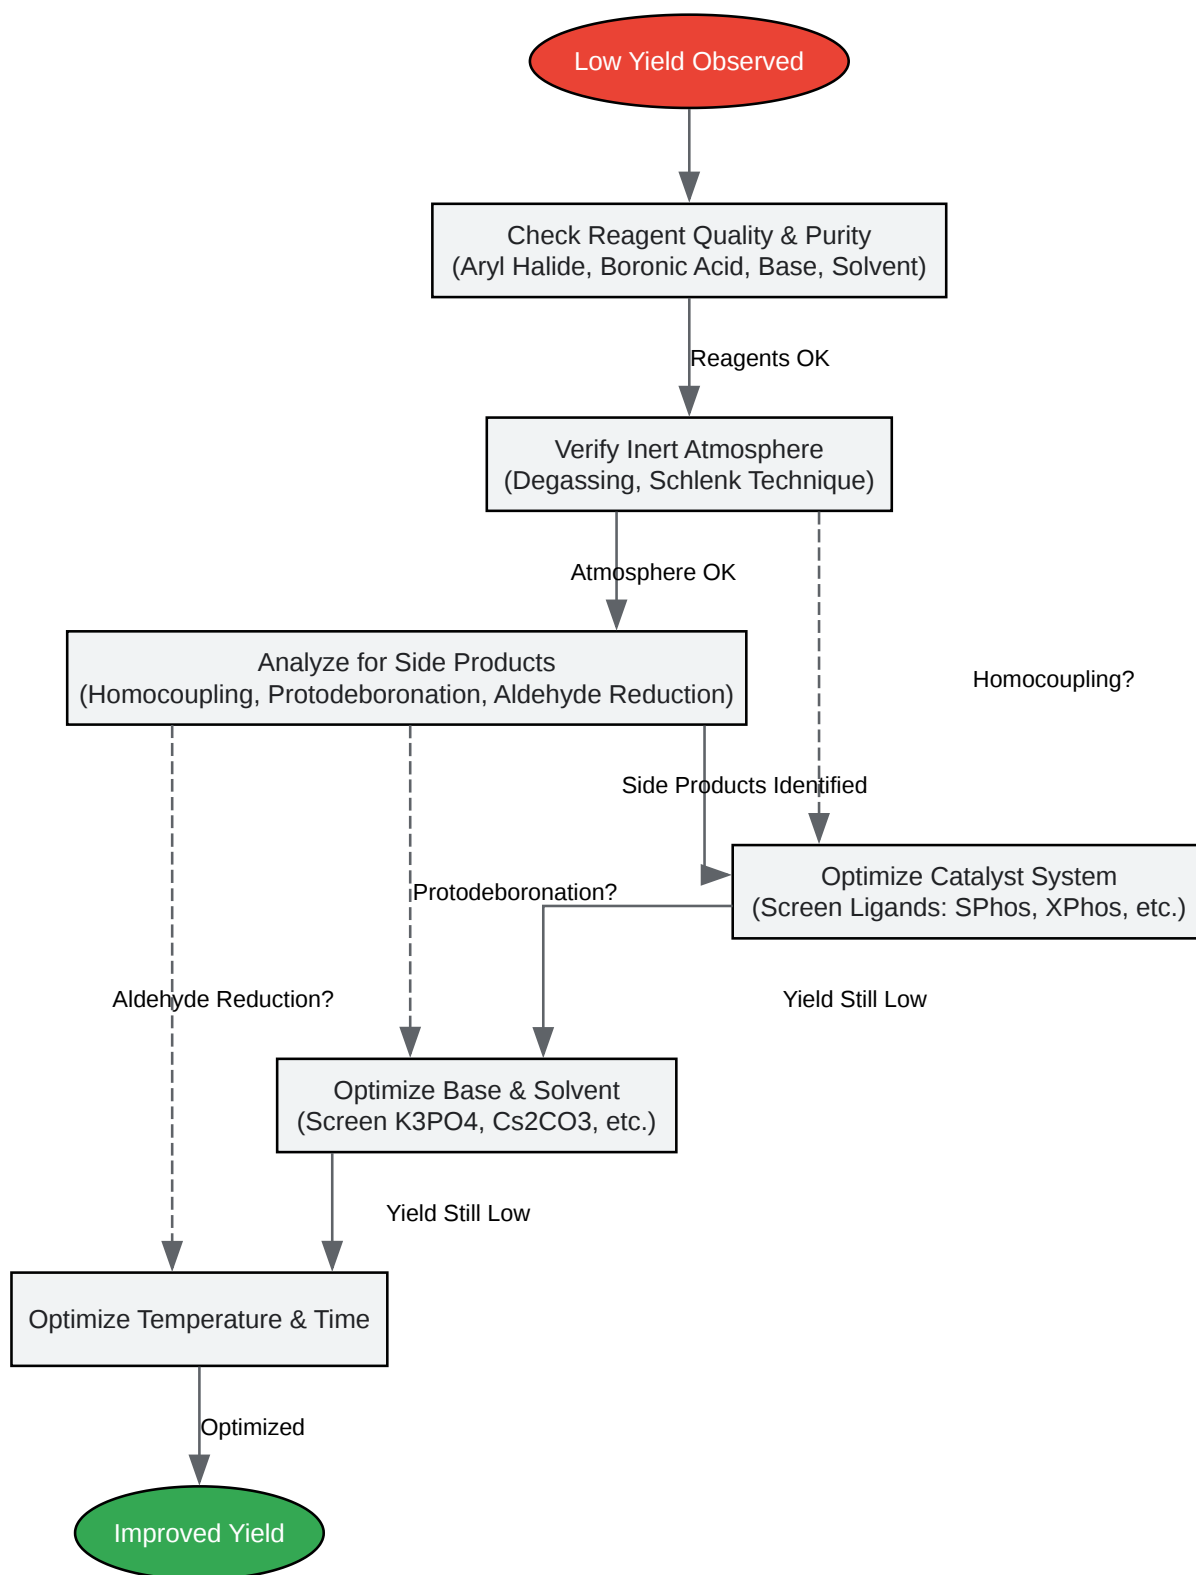 Low Yield Observed
Check Reagent Quality & Purity
(Aryl Halide, Boronic Acid, Base, Solvent)
Reagents OK
Verify Inert Atmosphere
(Degassing, Schlenk Technique)
Atmosphere OK
Analyze for Side Products
(Homocoupling, Protodeboronation, Aldehyde Reduction)
Homocoupling?
Side Products Identified
Optimize Catalyst System
(Screen Ligands: SPhos, XPhos, etc.)
Protodeboronation?
Aldehyde Reduction?
Yield Still Low
Optimize Base & Solvent
(Screen K3PO4, Cs2CO3, etc.)
Yield Still Low
Optimize Temperature & Time
Optimized
Improved Yield